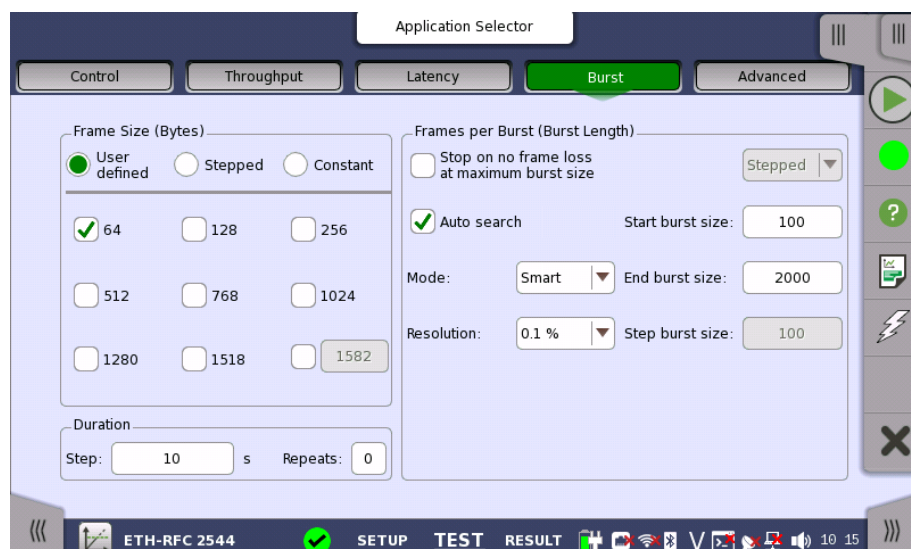 Application Selector
Control Throughput Latency Burst Advanced
Frame Size (Bytes)
User defined Stepped Constant
64 128 256
512 768 1024
1280 1518 1582
Duration
Step: 10 s Repeats: 0
Frames per Burst (Burst Length)
Stop on no frame loss
at maximum burst size Stepped
Auto search Start burst size: 100
Mode: Smart End burst size: 2000
Resolution: 0.1 % Step burst size: 100
ETH-RFC 2544 SETUP TEST RESULT 10 15